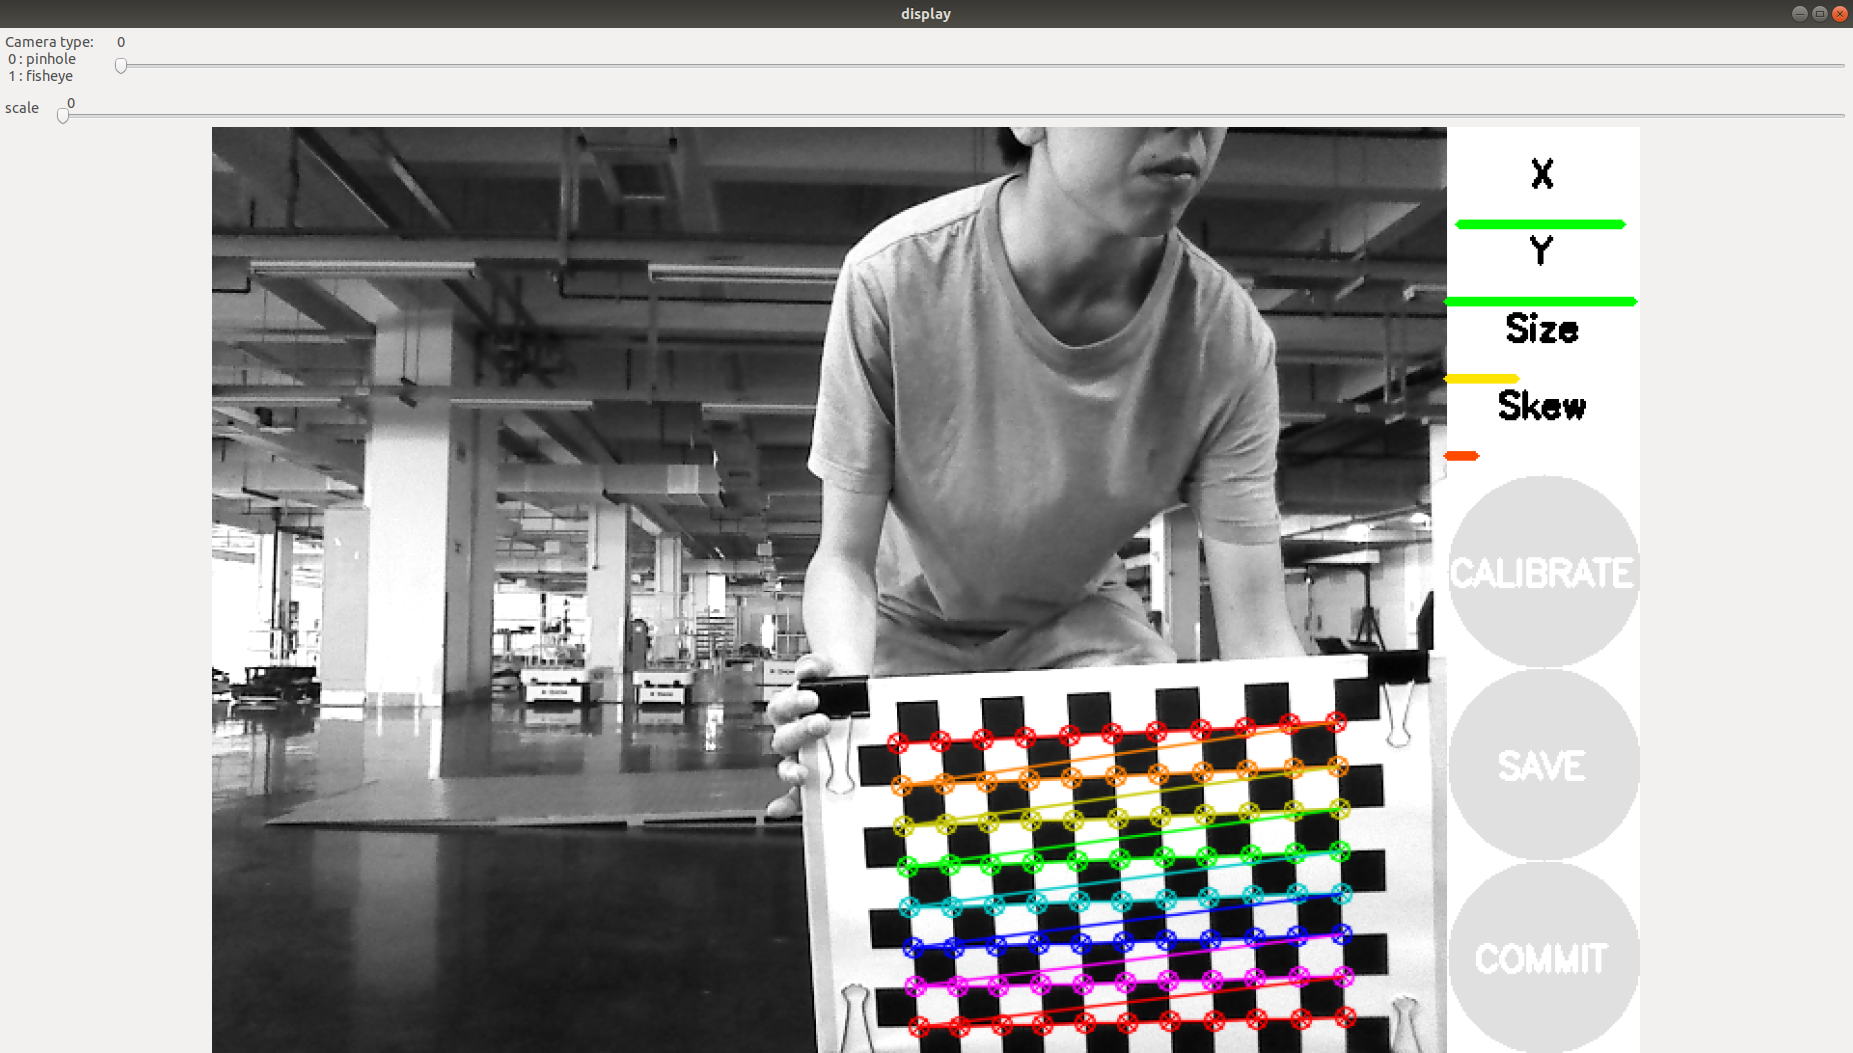 display
Camera type:
0 : pinhole
1 : fisheye
0
scale
0
X
Y
Size
Skew
CALIBRATE
SAVE
COMMIT